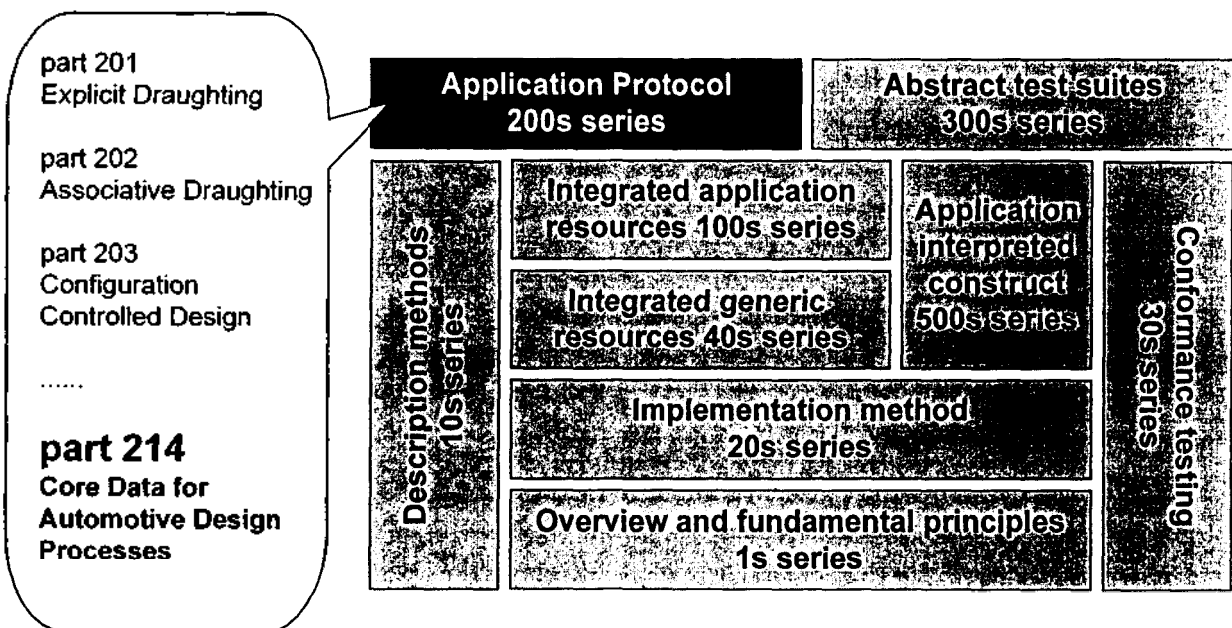 part 201
Explicit Draughting
part 202
Associative Draughting
part 203
Configuration
Controlled Design
......
part 214
Core Data for
Automotive Design
Processes
Application Protocol
200s series
Abstract test suites
300s series
Description methods
10s series
Integrated application
resources 100s series
Integrated generic
resources 40s series
Application
interpreted
construct
500s series
Conformance testing
30s series
Implementation method
20s series
Overview and fundamental principles
1s series